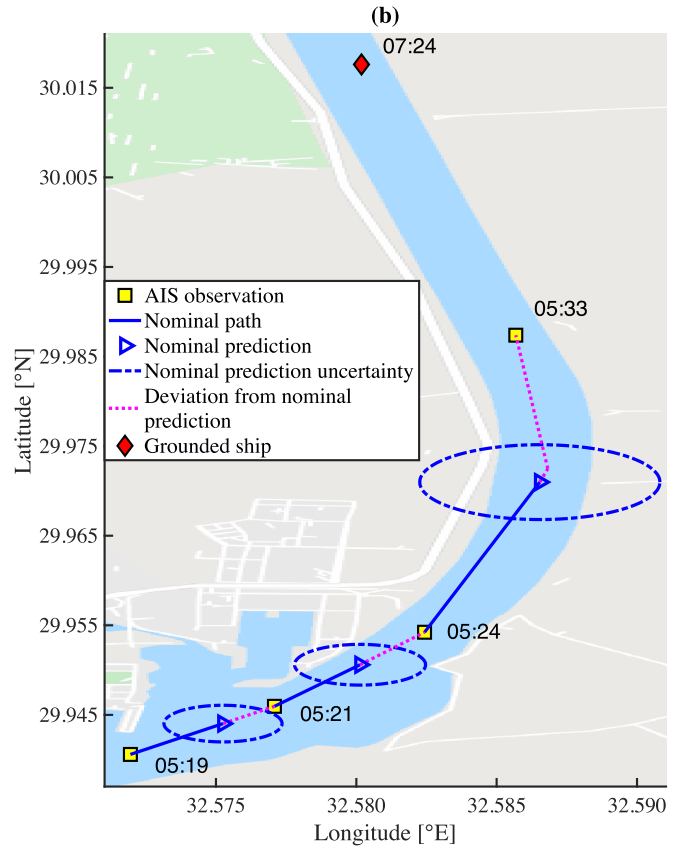 (b)
07:24
30.015
30.005
29.995
AIS observation
05:33
Nominal path
Nominal prediction
29.985
Nominal prediction uncertainty
Deviation from nominal
prediction
Grounded ship
29.975
Latitude [°N]
29.965
29.955
05:24
29.945
05:21
05:19
32.575
32.580
32.585
32.590
Longitude [°E]